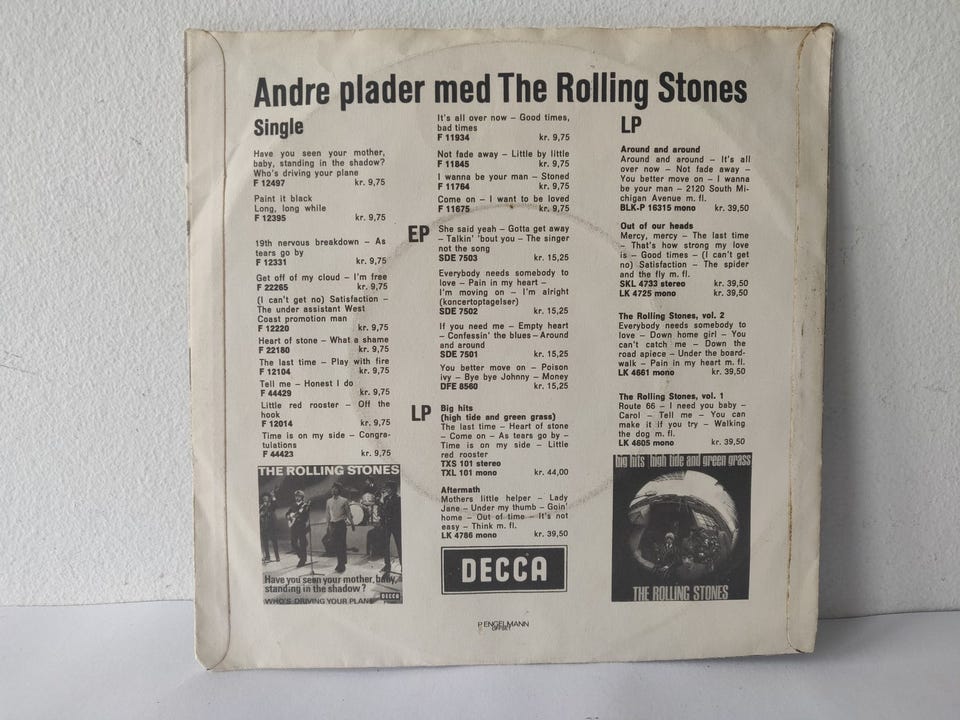 Andre plader med The Rolling Stones
Single
Have you seen your mother,
baby, standing in the shadow?
Who's driving your plane
F 12497 kr. 9,75
Paint it black
Long, long while
F 12395 kr. 9,75
19th nervous breakdown – As
tears go by
F 12331 kr. 9,75
Get off of my cloud – I'm free
F 22265 kr. 9,75
(I can't get no) Satisfaction –
The under assistant West
Coast promotion man
F 12220 kr. 9,75
Heart of stone – What a shame
F 22180 kr. 9,75
The last time – Play with fire
F 12104 kr. 9,75
Tell me – Honest I do
F 44429 kr. 9,75
Little red rooster – Off the
hook
F 12014 kr. 9,75
Time is on my side – Congra-
tulations
F 44423 kr. 9,75
THE ROLLING STONES
Have you seen your mother, baby,
standing in the shadow?
WHO'S DRIVING YOUR PLANE
DECCA
It's all over now – Good times,
bad times
F 11934 kr. 9,75
Not fade away – Little by little
F 11845 kr. 9,75
I wanna be your man – Stoned
F 11764 kr. 9,75
Come on – I want to be loved
F 11675 kr. 9,75
EP
She said yeah – Gotta get away
– Talkin' 'bout you – The singer
not the song
SDE 7503 kr. 15,25
Everybody needs somebody to
love – Pain in my heart –
I'm moving on – I'm alright
(koncertoptagelser)
SDE 7502 kr. 15,25
If you need me – Empty heart
– Confessin' the blues – Around
and around
SDE 7501 kr. 15,25
You better move on – Poison
ivy – Bye bye Johnny – Money
DFE 8560 kr. 15,25
LP
Big hits
(high tide and green grass)
The last time – Heart of stone
– Come on – As tears go by –
Time is on my side – Little
red rooster
TXS 101 stereo
TXL 101 mono kr. 44,00
Aftermath
Mothers little helper – Lady
Jane – Under my thumb – Goin'
home – Out of time – It's not
easy – Think m. fl.
LK 4786 mono kr. 39,50
DECCA
P. ENGELMANN
OFFSET
LP
Around and around
Around and around – It's all
over now – Not fade away –
You better move on – I wanna
be your man – 2120 South Mi-
chigan Avenue m. fl.
BLK-P 16315 mono kr. 39,50
Out of our heads
Mercy, mercy – The last time
– That's how strong my love
is – Good times – (I can't get
no) Satisfaction – The spider
and the fly m. fl.
SKL 4733 stereo kr. 39,50
LK 4725 mono kr. 39,50
The Rolling Stones, vol. 2
Everybody needs somebody to
love – Down home girl – You
can't catch me – Down the
road apiece – Under the board-
walk – Pain in my heart m. fl.
LK 4661 mono kr. 39,50
The Rolling Stones, vol. 1
Route 66 – I need you baby –
Carol – Tell me – You can
make it if you try – Walking
the dog m. fl.
LK 4605 mono kr. 39,50
big hits high tide and green grass
THE ROLLING STONES